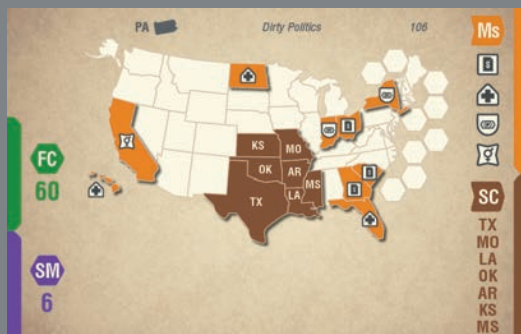 PA Dirty Politics 106
Ms
FC
60
SM
6
KS
MO
OK
AR
TX
LA
MS
SC
TX
MO
LA
OK
AR
KS
MS